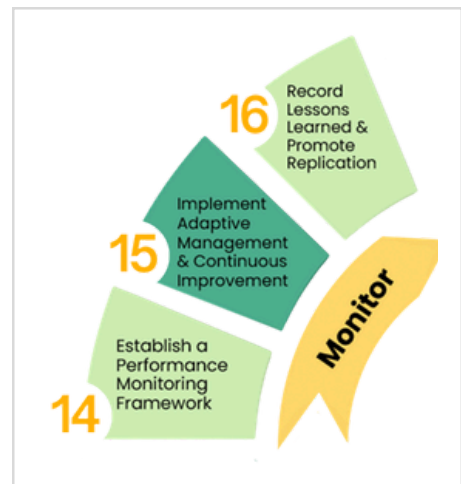 16
Record
Lessons
Learned &
Promote
Replication
15
Implement
Adaptive
Management
& Continuous
Improvement
14
Establish a
Performance
Monitoring
Framework
Monitor